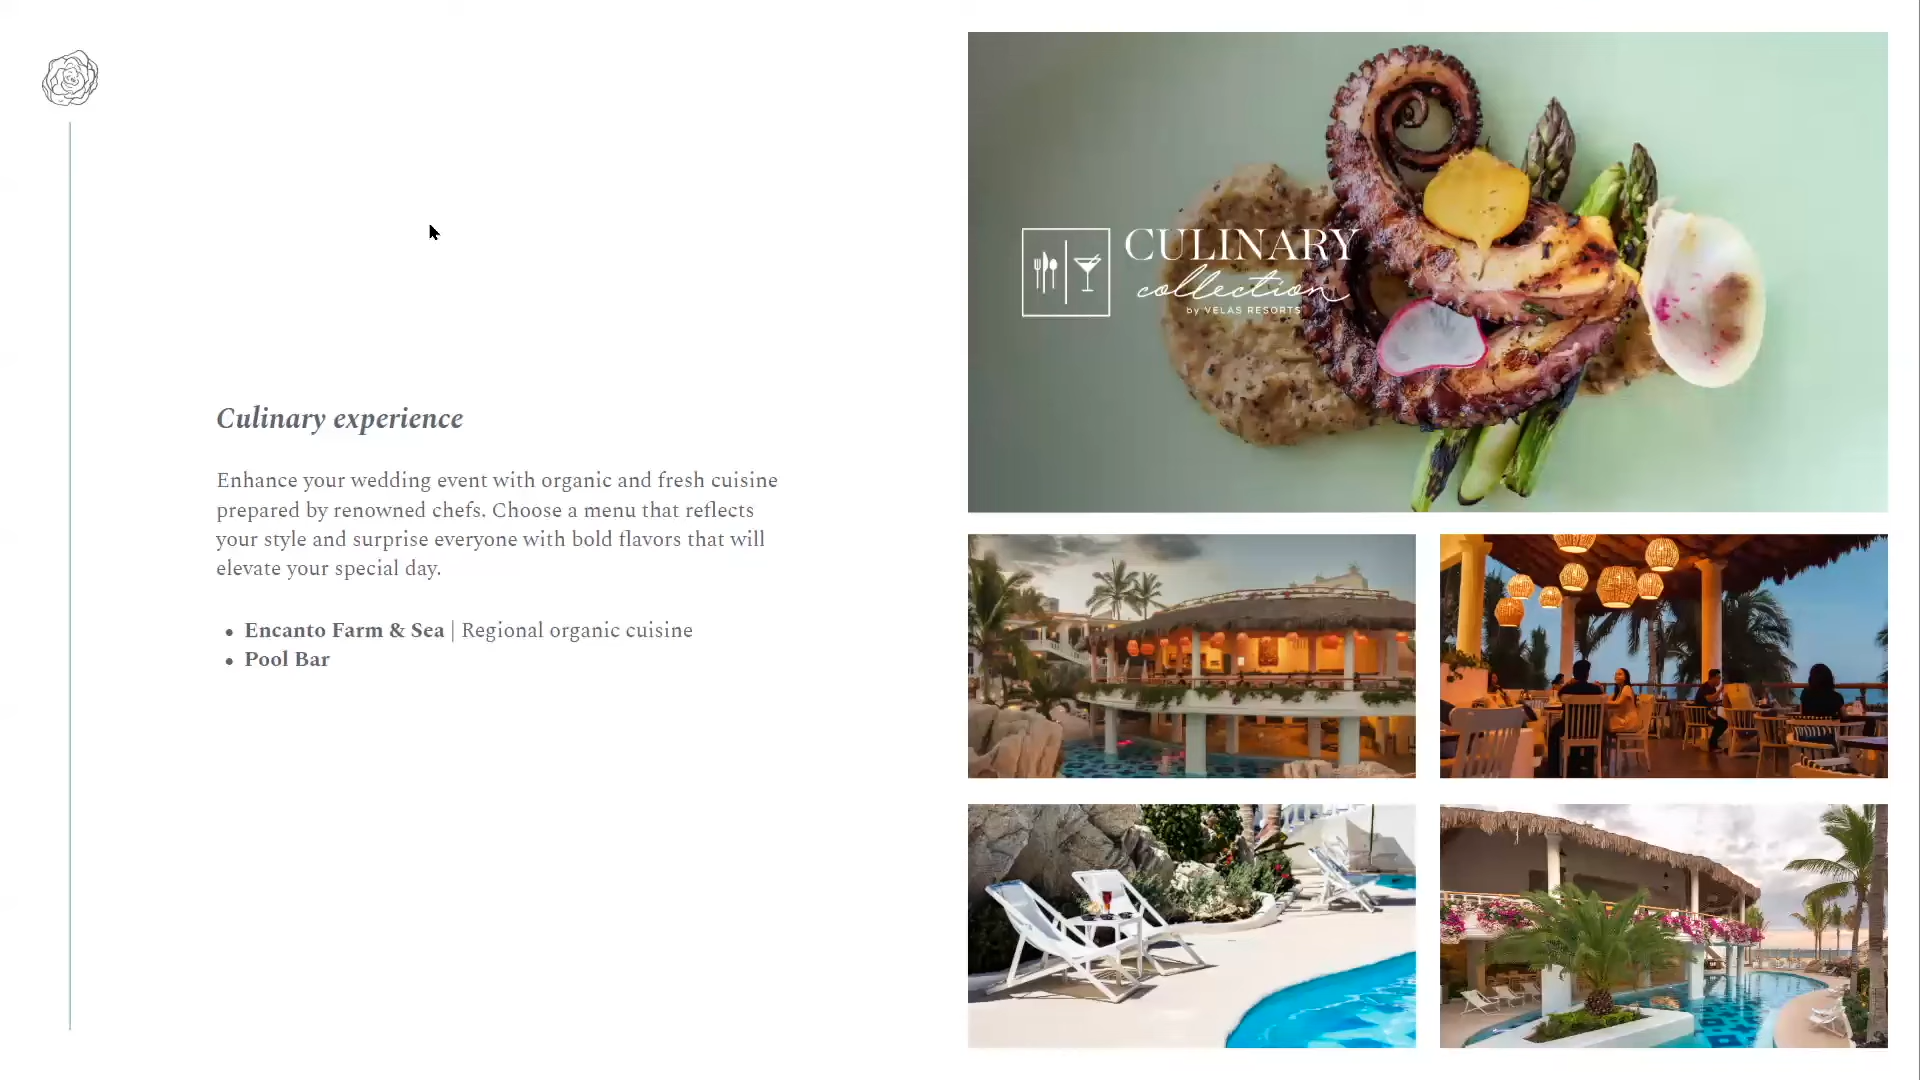 Culinary experience
Enhance your wedding event with organic and fresh cuisine
prepared by renowned chefs. Choose a menu that reflects
your style and surprise everyone with bold flavors that will
elevate your special day.
• Encanto Farm & Sea | Regional organic cuisine
• Pool Bar
CULINARY
collection
by VELAS RESORTS